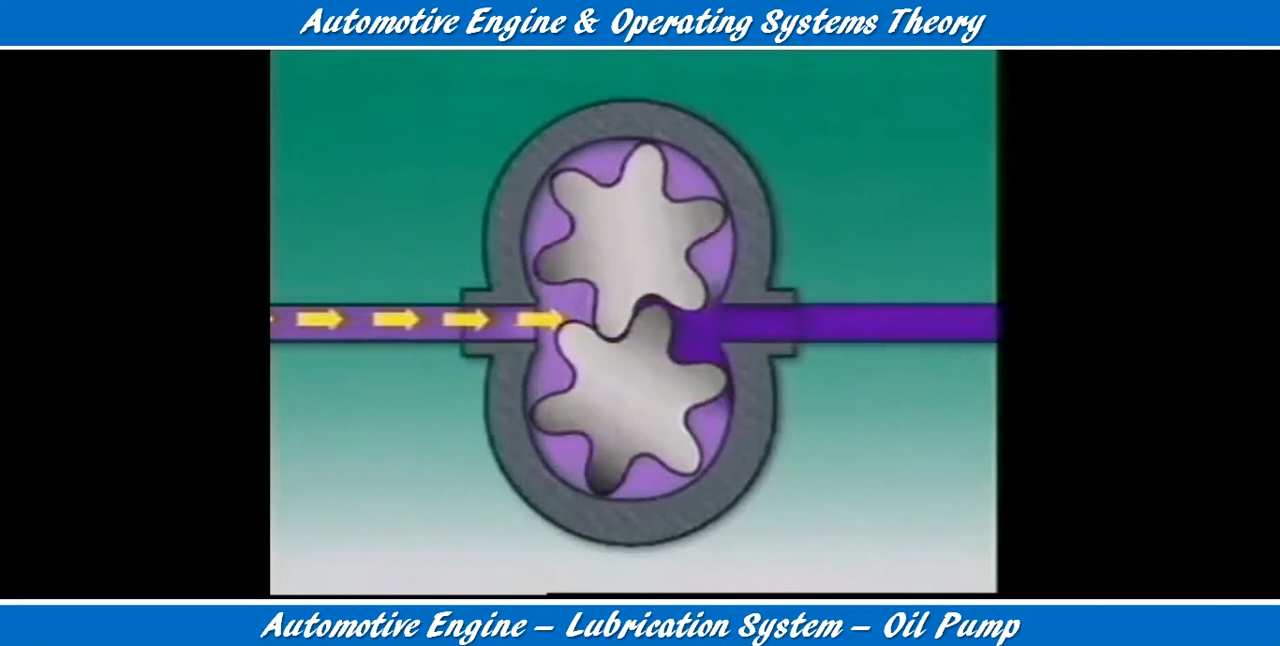 Automotive Engine & Operating Systems Theory
Automotive Engine – Lubrication System – Oil Pump